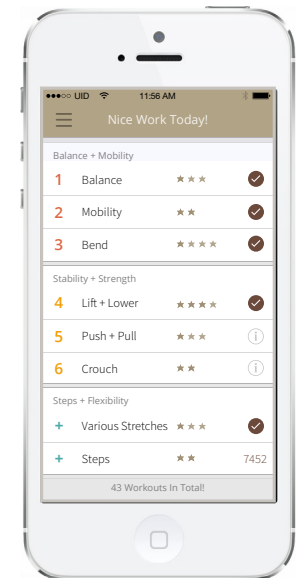 UID 11:56 AM
Nice Work Today!
Balance + Mobility
1 Balance
2 Mobility
3 Bend
Stability + Strength
4 Lift + Lower
5 Push + Pull
6 Crouch
Steps + Flexibility
+ Various Stretches
+ Steps 7452
43 Workouts In Total!